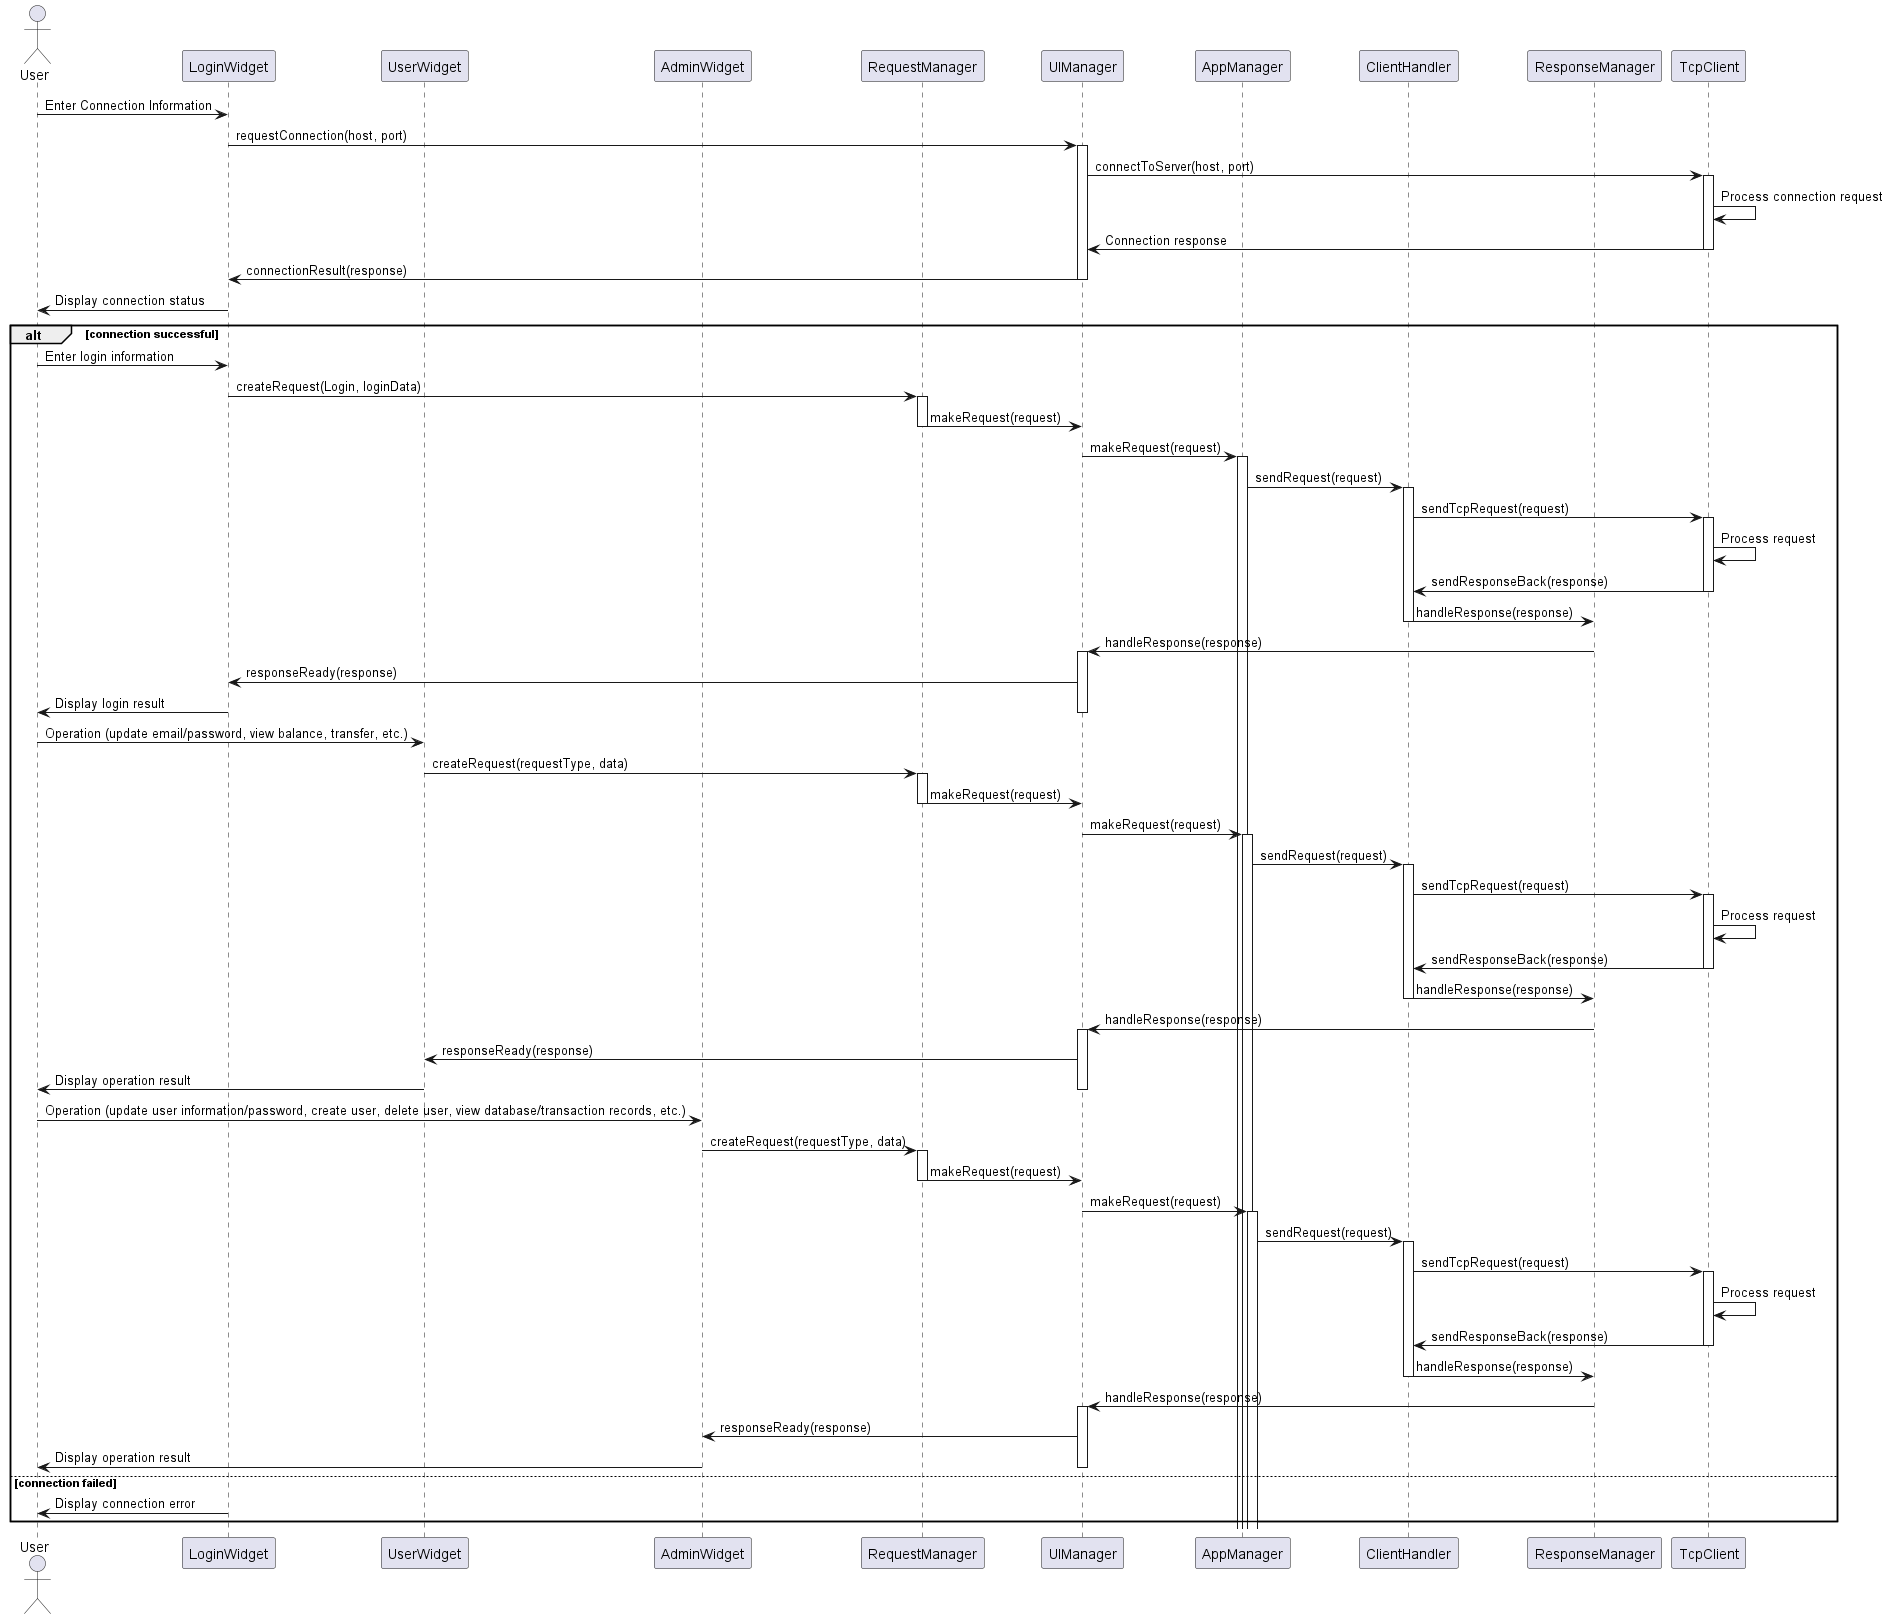 User
LoginWidget
UserWidget
AdminWidget
RequestManager
UIManager
AppManager
ClientHandler
ResponseManager
TcpClient
Enter Connection Information
requestConnection(host, port)
connectToServer(host, port)
Process connection request
Connection response
connectionResult(response)
Display connection status
alt
[connection successful]
Enter login information
createRequest(Login, loginData)
makeRequest(request)
makeRequest(request)
sendRequest(request)
sendTcpRequest(request)
Process request
sendResponseBack(response)
handleResponse(response)
handleResponse(response)
responseReady(response)
Display login result
Operation (update email/password, view balance, transfer, etc.)
createRequest(requestType, data)
makeRequest(request)
makeRequest(request)
sendRequest(request)
sendTcpRequest(request)
Process request
sendResponseBack(response)
handleResponse(response)
handleResponse(response)
responseReady(response)
Display operation result
Operation (update user information/password, create user, delete user, view database/transaction records, etc.)
createRequest(requestType, data)
makeRequest(request)
makeRequest(request)
sendRequest(request)
sendTcpRequest(request)
Process request
sendResponseBack(response)
handleResponse(response)
handleResponse(response)
responseReady(response)
Display operation result
[connection failed]
Display connection error
User
LoginWidget
UserWidget
AdminWidget
RequestManager
UIManager
AppManager
ClientHandler
ResponseManager
TcpClient